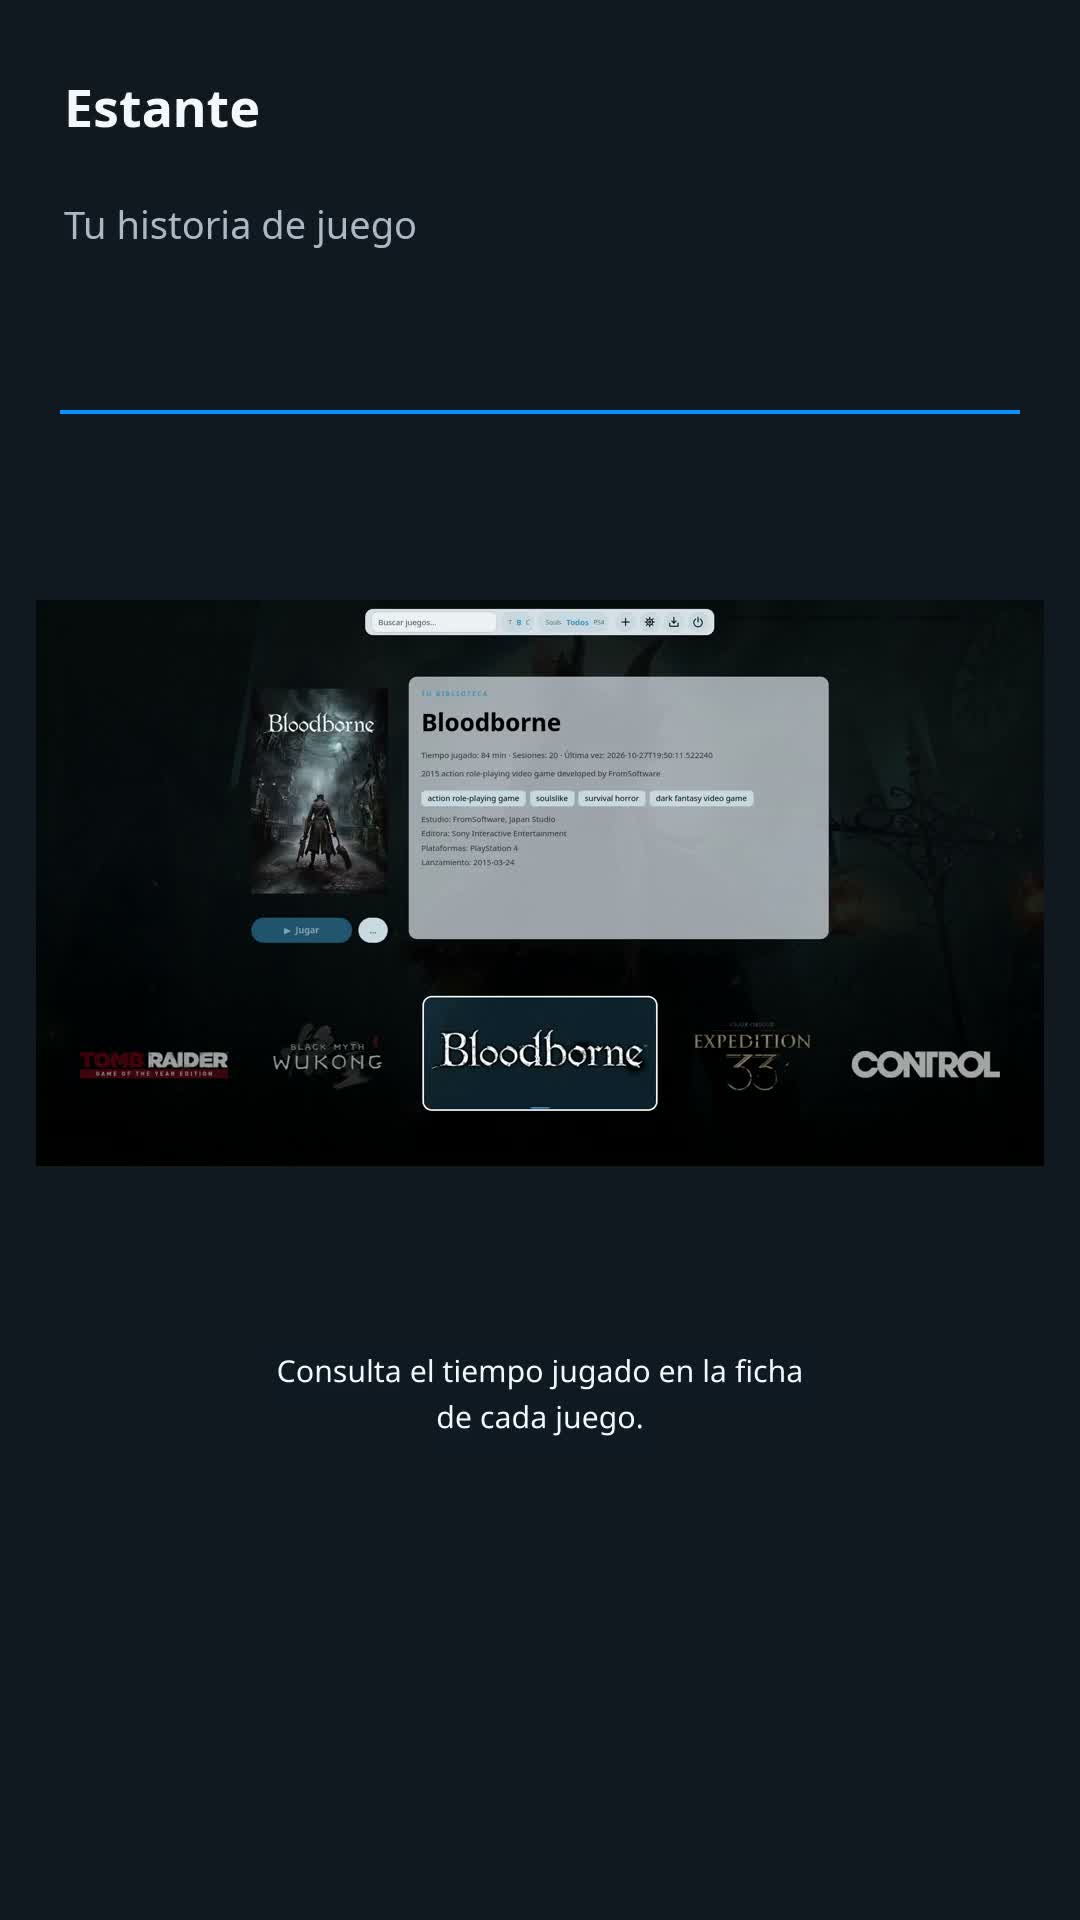 Estante
Tu historia de juego
Buscar juegos...
T B C
Souls Todos PS4
TU BIBLIOTECA
Bloodborne
Bloodborne
Tiempo jugado: 84 min · Sesiones: 20 · Última vez: 2026-10-27T19:50:11.522240
2015 action role-playing video game developed by FromSoftware
action role-playing game soulslike survival horror dark fantasy video game
Estudio: FromSoftware, Japan Studio
Editora: Sony Interactive Entertainment
Plataformas: PlayStation 4
Lanzamiento: 2015-03-24
▶ Jugar ...
TOMB RAIDER
GAME OF THE YEAR EDITION
BLACK MYTH
WUKONG
Bloodborne
EXPEDITION
33
CONTROL
Consulta el tiempo jugado en la ficha
de cada juego.